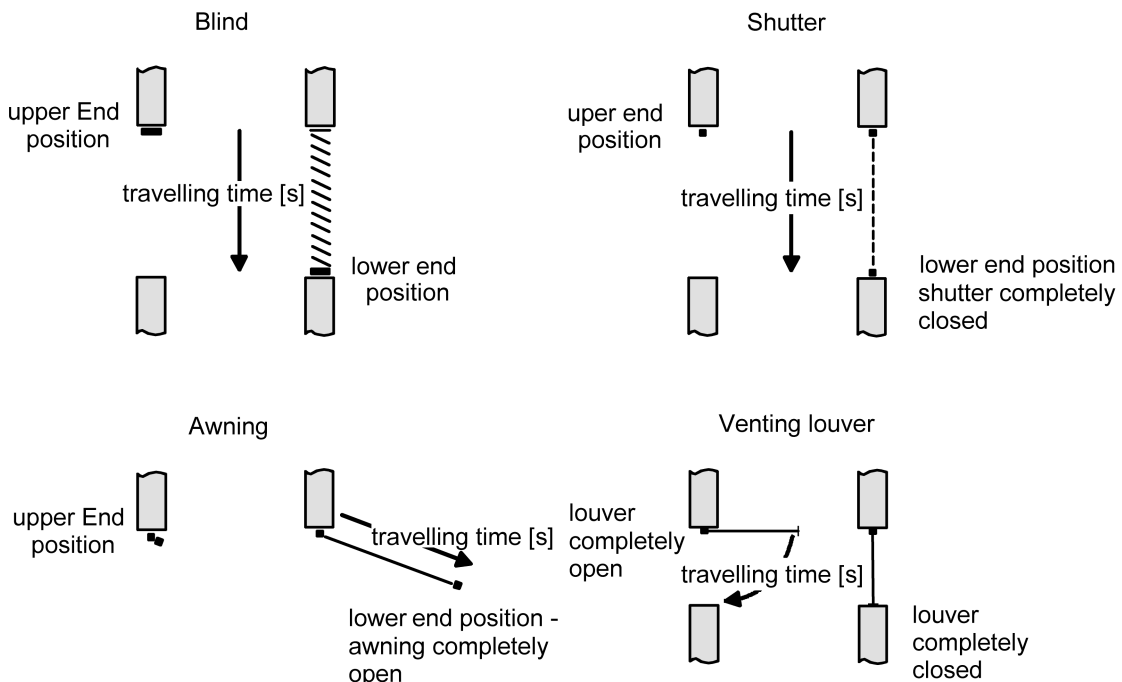 Blind
upper End
position
travelling time [s]
lower end
position
Shutter
uper end
position
travelling time [s]
lower end position
shutter completely
closed
Awning
upper End
position
travelling time [s]
lower end position -
awning completely
open
Venting louver
louver
completely
open
travelling time [s]
louver
completely
closed